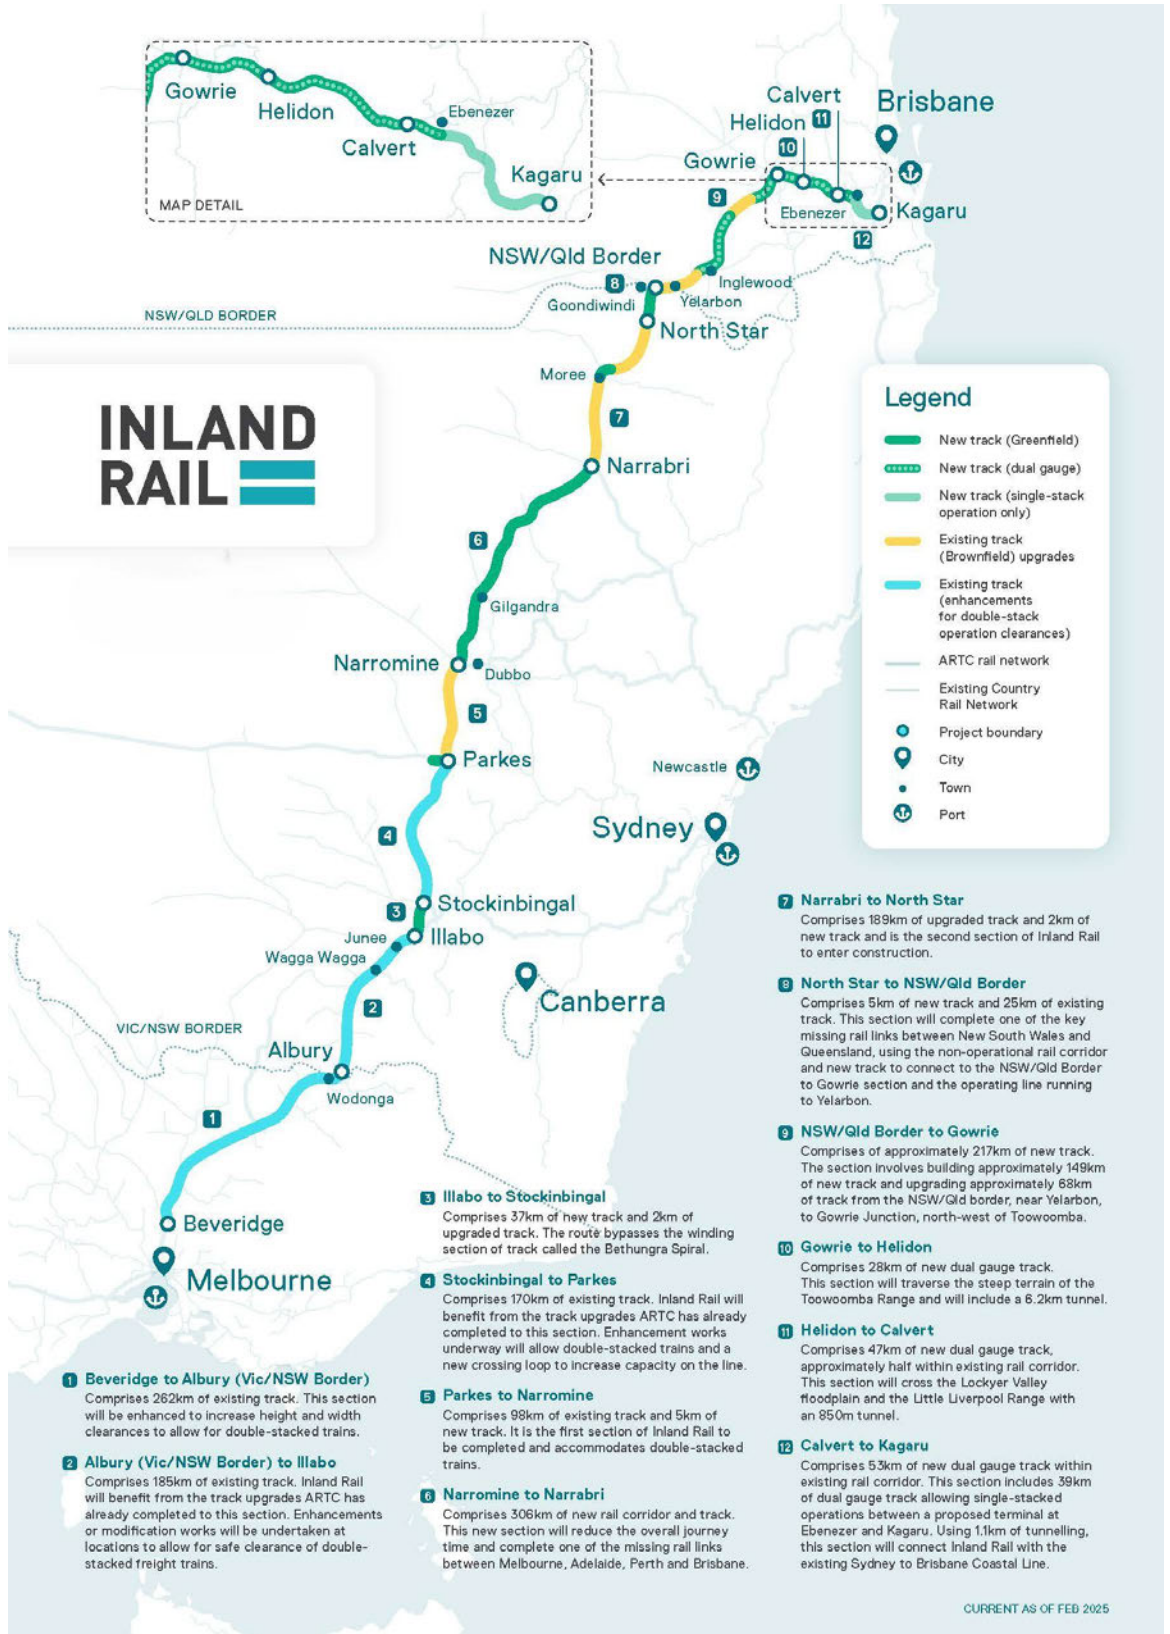 Gowrie
Helidon
Ebenezer
Calvert
Kagaru
MAP DETAIL
Calvert
Brisbane
Helidon
11
10
Gowrie
9
Ebenezer
Kagaru
12
NSW/Qld Border
8
Inglewood
Goondiwindi
Yelarbon
NSW/QLD BORDER
North Star
Moree
7
INLAND
RAIL
Narrabri
6
Gilgandra
Narromine
Dubbo
5
Parkes
Newcastle
Sydney
4
Stockinbingal
3
Illabo
Junee
Wagga Wagga
Canberra
2
VIC/NSW BORDER
Albury
Wodonga
1
Beveridge
Melbourne
Legend
New track (Greenfield)
New track (dual gauge)
New track (single-stack
operation only)
Existing track
(Brownfield) upgrades
Existing track
(enhancements
for double-stack
operation clearances)
ARTC rail network
Existing Country
Rail Network
Project boundary
City
Town
Port
1 Beveridge to Albury (Vic/NSW Border)
Comprises 262km of existing track. This section
will be enhanced to increase height and width
clearances to allow for double-stacked trains.
2 Albury (Vic/NSW Border) to Illabo
Comprises 185km of existing track. Inland Rail
will benefit from the track upgrades ARTC has
already completed to this section. Enhancements
or modification works will be undertaken at
locations to allow for safe clearance of double-
stacked freight trains.
3 Illabo to Stockinbingal
Comprises 37km of new track and 2km of
upgraded track. The route bypasses the winding
section of track called the Bethungra Spiral.
4 Stockinbingal to Parkes
Comprises 170km of existing track. Inland Rail will
benefit from the track upgrades ARTC has already
completed to this section. Enhancement works
underway will allow double-stacked trains and a
new crossing loop to increase capacity on the line.
5 Parkes to Narromine
Comprises 98km of existing track and 5km of
new track. It is the first section of Inland Rail to
be completed and accommodates double-stacked
trains.
6 Narromine to Narrabri
Comprises 306km of new rail corridor and track.
This new section will reduce the overall journey
time and complete one of the missing rail links
between Melbourne, Adelaide, Perth and Brisbane.
7 Narrabri to North Star
Comprises 189km of upgraded track and 2km of
new track and is the second section of Inland Rail
to enter construction.
8 North Star to NSW/Qld Border
Comprises 5km of new track and 25km of existing
track. This section will complete one of the key
missing rail links between New South Wales and
Queensland, using the non-operational rail corridor
and new track to connect to the NSW/Qld Border
to Gowrie section and the operating line running
to Yelarbon.
9 NSW/Qld Border to Gowrie
Comprises of approximately 217km of new track.
The section involves building approximately 149km
of new track and upgrading approximately 68km
of track from the NSW/Qld border, near Yelarbon,
to Gowrie Junction, north-west of Toowoomba.
10 Gowrie to Helidon
Comprises 28km of new dual gauge track.
This section will traverse the steep terrain of the
Toowoomba Range and will include a 6.2km tunnel.
11 Helidon to Calvert
Comprises 47km of new dual gauge track,
approximately half within existing rail corridor.
This section will cross the Lockyer Valley
floodplain and the Little Liverpool Range with
an 850m tunnel.
12 Calvert to Kagaru
Comprises 53km of new dual gauge track within
existing rail corridor. This section includes 39km
of dual gauge track allowing single-stacked
operations between a proposed terminal at
Ebenezer and Kagaru. Using 1.1km of tunnelling,
this section will connect Inland Rail with the
existing Sydney to Brisbane Coastal Line.
CURRENT AS OF FEB 2025